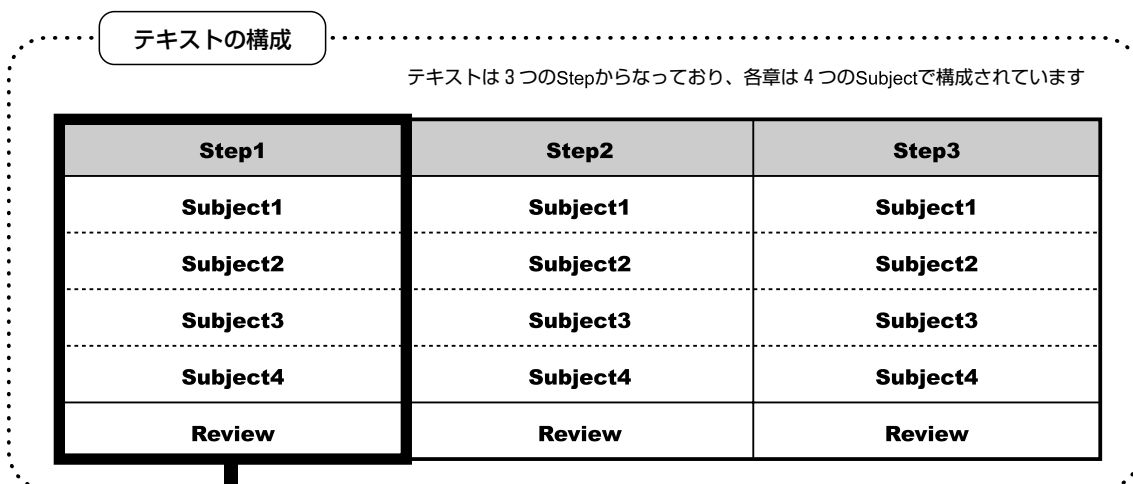 テキストの構成
テキストは3つのStepからなっており、各章は4つのSubjectで構成されています
Step1 Step2 Step3
Subject1 Subject1 Subject1
Subject2 Subject2 Subject2
Subject3 Subject3 Subject3
Subject4 Subject4 Subject4
Review Review Review